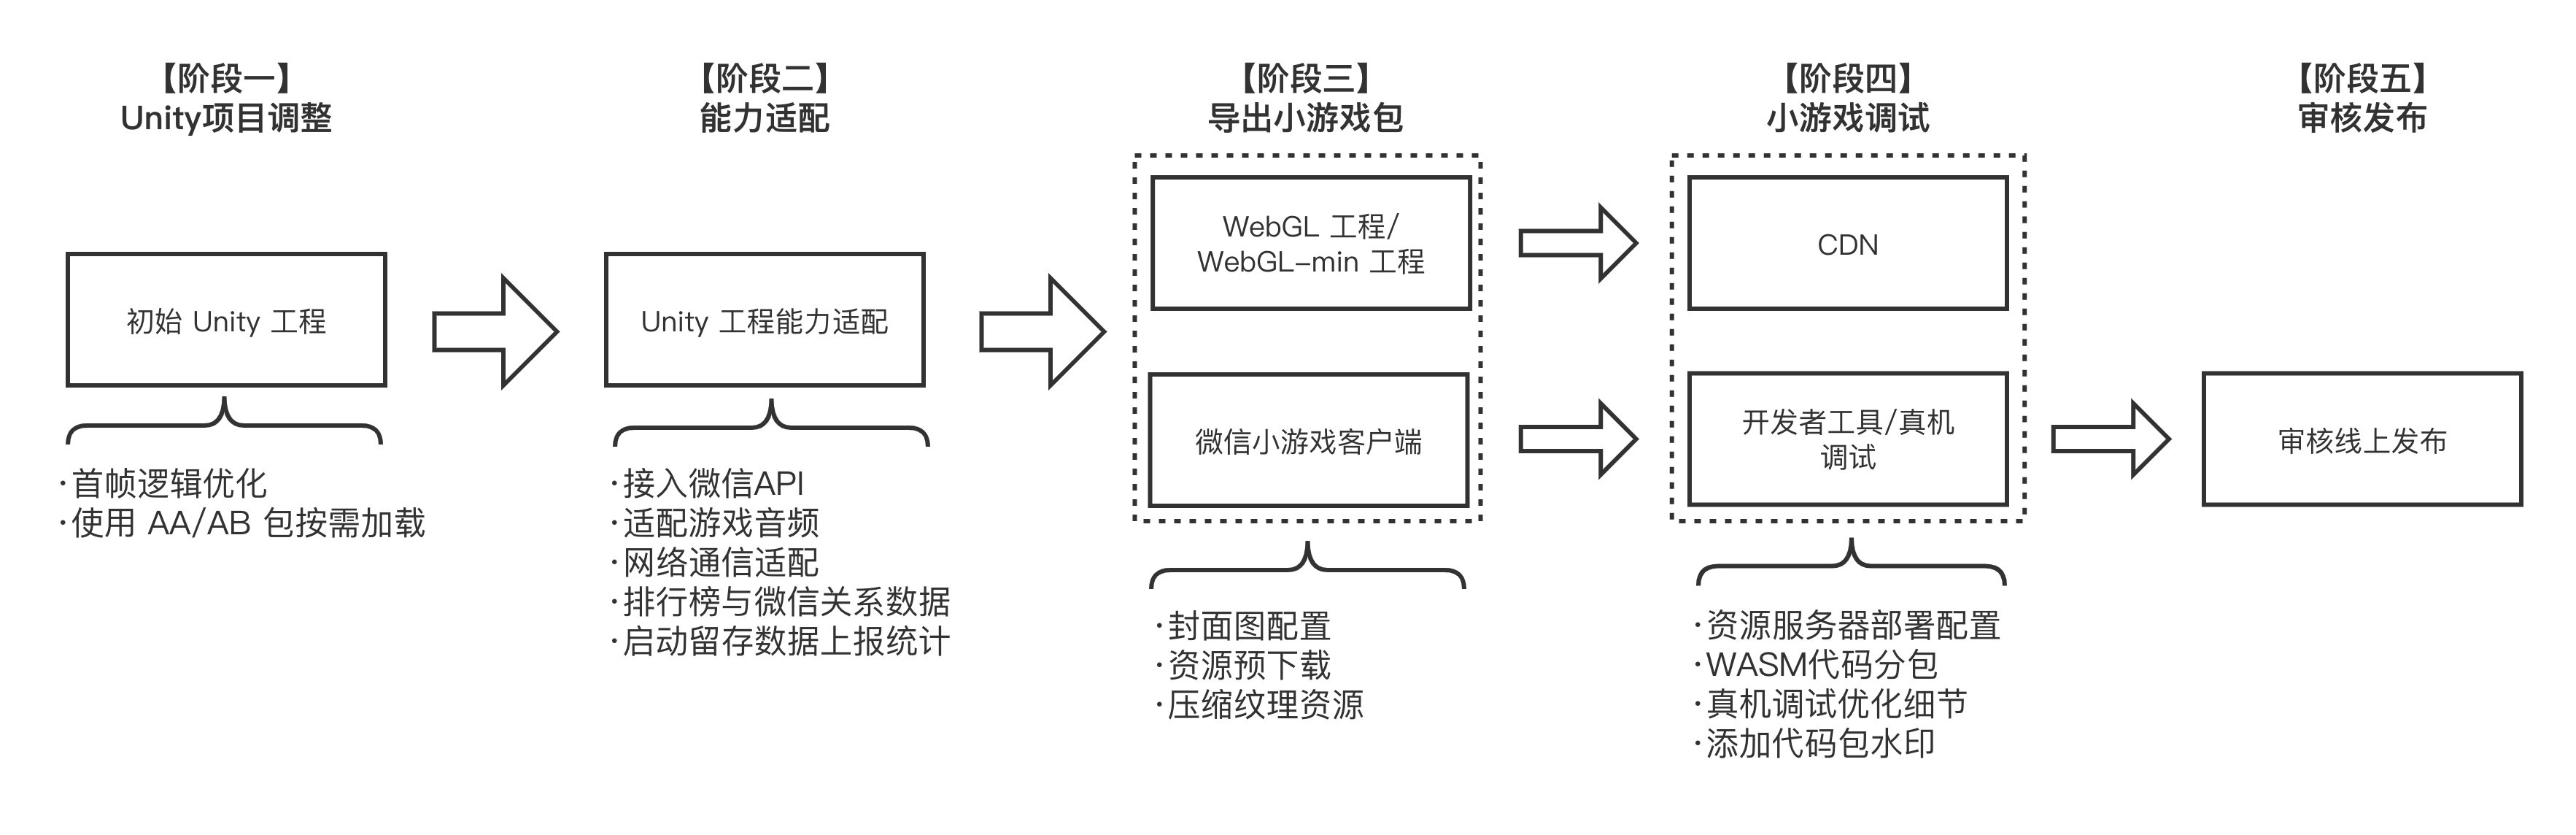 【阶段一】
Unity项目调整
初始 Unity 工程
·首帧逻辑优化
·使用 AA/AB 包按需加载
【阶段二】
能力适配
Unity 工程能力适配
·接入微信API
·适配游戏音频
·网络通信适配
·排行榜与微信关系数据
·启动留存数据上报统计
【阶段三】
导出小游戏包
WebGL 工程/
WebGL-min 工程
微信小游戏客户端
·封面图配置
·资源预下载
·压缩纹理资源
【阶段四】
小游戏调试
CDN
开发者工具/真机
调试
·资源服务器部署配置
·WASM代码分包
·真机调试优化细节
·添加代码包水印
【阶段五】
审核发布
审核线上发布